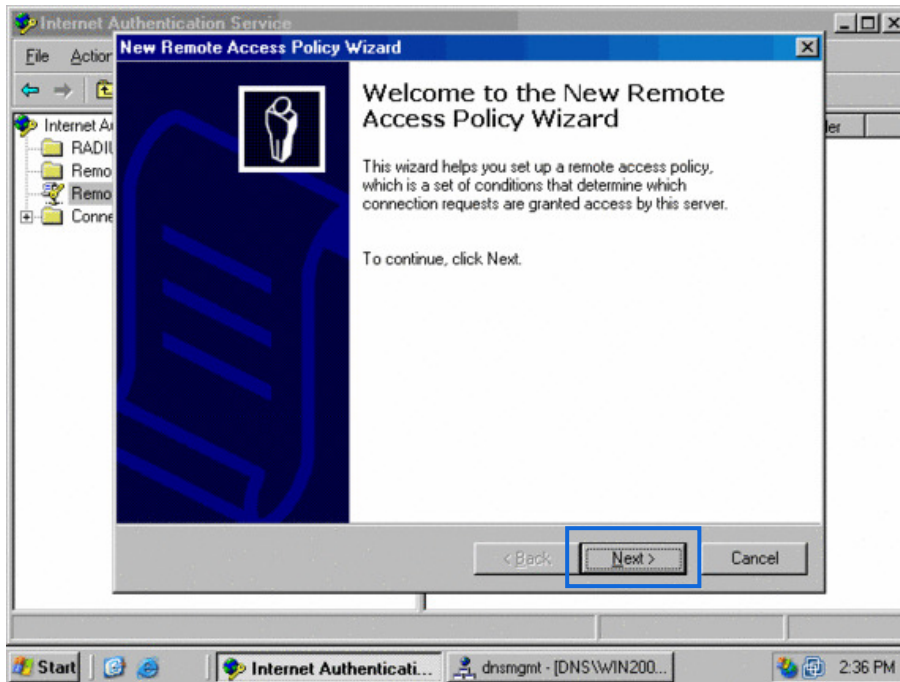 Internet Authentication Service
File Action
New Remote Access Policy Wizard
Welcome to the New Remote
Access Policy Wizard
This wizard helps you set up a remote access policy,
which is a set of conditions that determine which
connection requests are granted access by this server.
To continue, click Next.
Internet Au
RADIU
Remo
Remo
Conne
der
< Back
Next >
Cancel
Start
Internet Authenticati...
dnsmgmt - [DNS\WIN200...
2:36 PM